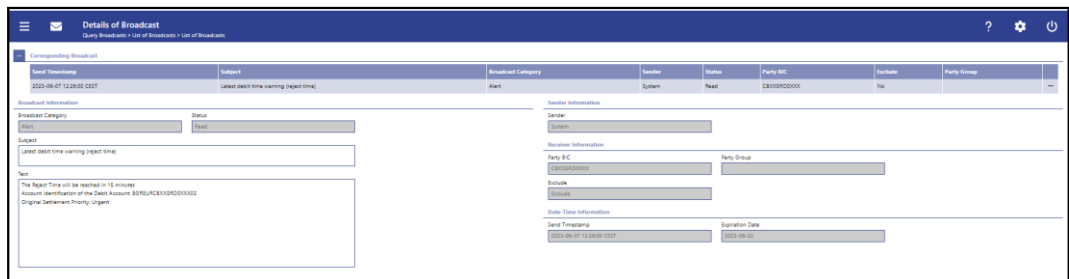 Details of Broadcast
Query Broadcasts > List of Broadcasts > List of Broadcasts
?
Corresponding Broadcast
Send Timestamp Subject Broadcast Category Sender Status Party BIC Exclude Party Group
2023-06-07 12:26:00 CEST Latest debit time warning (reject time) Alert System Read CBXXGRD0XXX No
Broadcast Information
Broadcast Category Status
Alert Read
Subject
Latest debit time warning (reject time)
Text
The Reject Time will be reached in 15 minutes
Account Identification of the Debit Account:
Original Settlement Priority: Urgent
Sender Information
Sender
System
Receiver Information
Party BIC Party Group
CBXXGRD0XXX
Exclude
Exclude
Date-Time Information
Send Timestamp Expiration Date
2023-06-07 12:26:00 CEST 2023-06-22